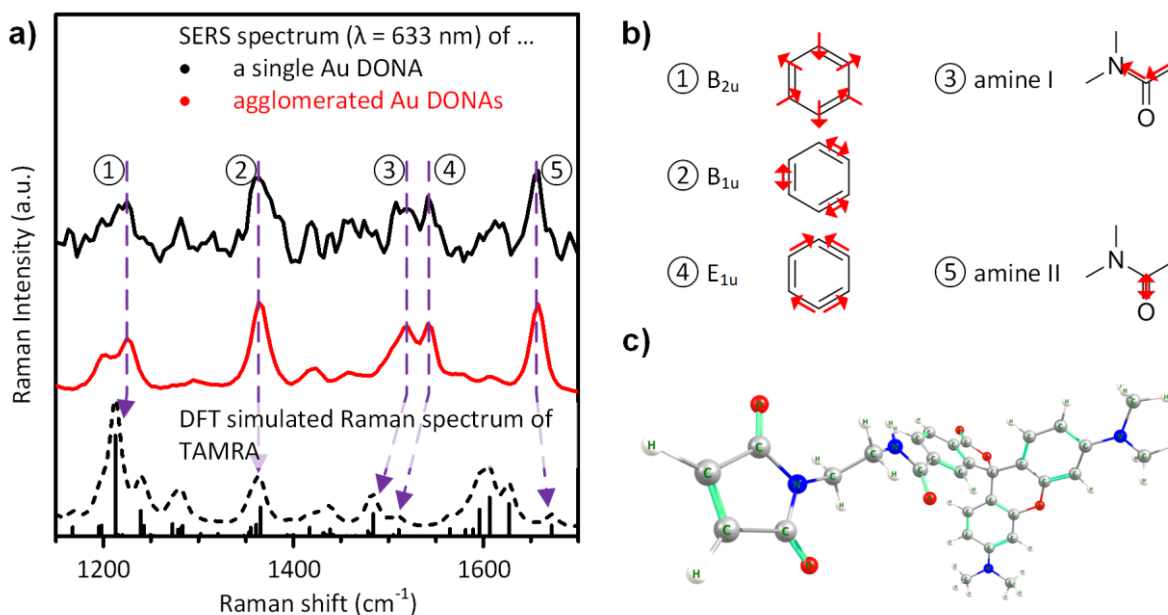 a)
SERS spectrum (λ = 633 nm) of ...
• a single Au DONA
• agglomerated Au DONAs
① ② ③ ④ ⑤
DFT simulated Raman spectrum of
TAMRA
Raman Intensity (a.u.)
1200 1400 1600
Raman shift (cm⁻¹)
b)
① B₂ᵤ
③ amine I
N
O
② B₁ᵤ
④ E₁ᵤ
⑤ amine II
N
O
c)